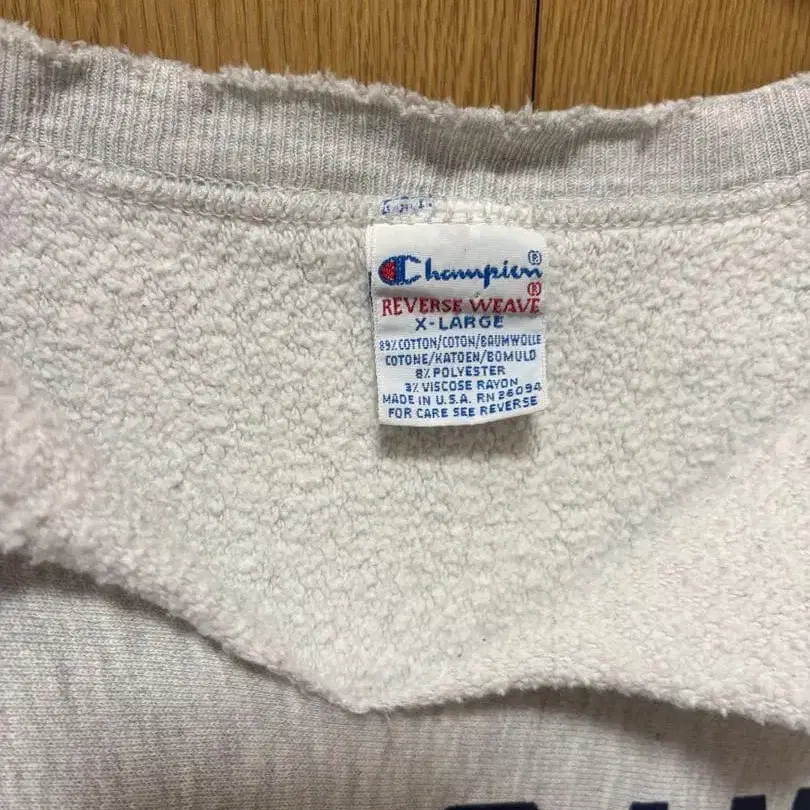 Champion®
REVERSE WEAVE®
X-LARGE
89% COTTON/COTON/BAUMWOLLE
COTONE/KATOEN/BOMULD
8% POLYESTER
3% VISCOSE RAYON
MADE IN U.S.A. RN 26094
FOR CARE SEE REVERSE